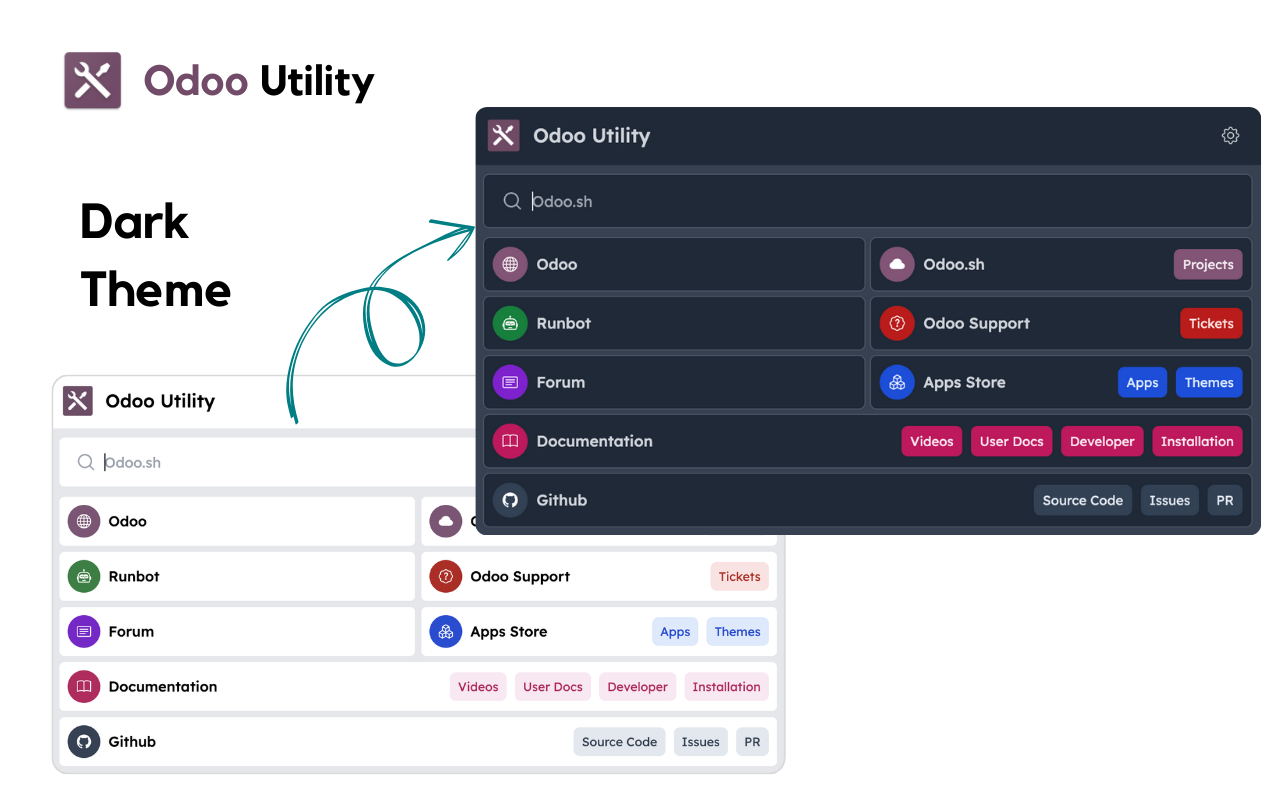 Odoo Utility
Dark
Theme
Odoo Utility
Odoo.sh
Odoo
Odoo.sh Projects
Runbot
Odoo Support Tickets
Forum
Apps Store Apps Themes
Documentation Videos User Docs Developer Installation
Github Source Code Issues PR
Odoo Utility
Odoo.sh
Odoo
Runbot
Odoo Support Tickets
Forum
Apps Store Apps Themes
Documentation Videos User Docs Developer Installation
Github Source Code Issues PR